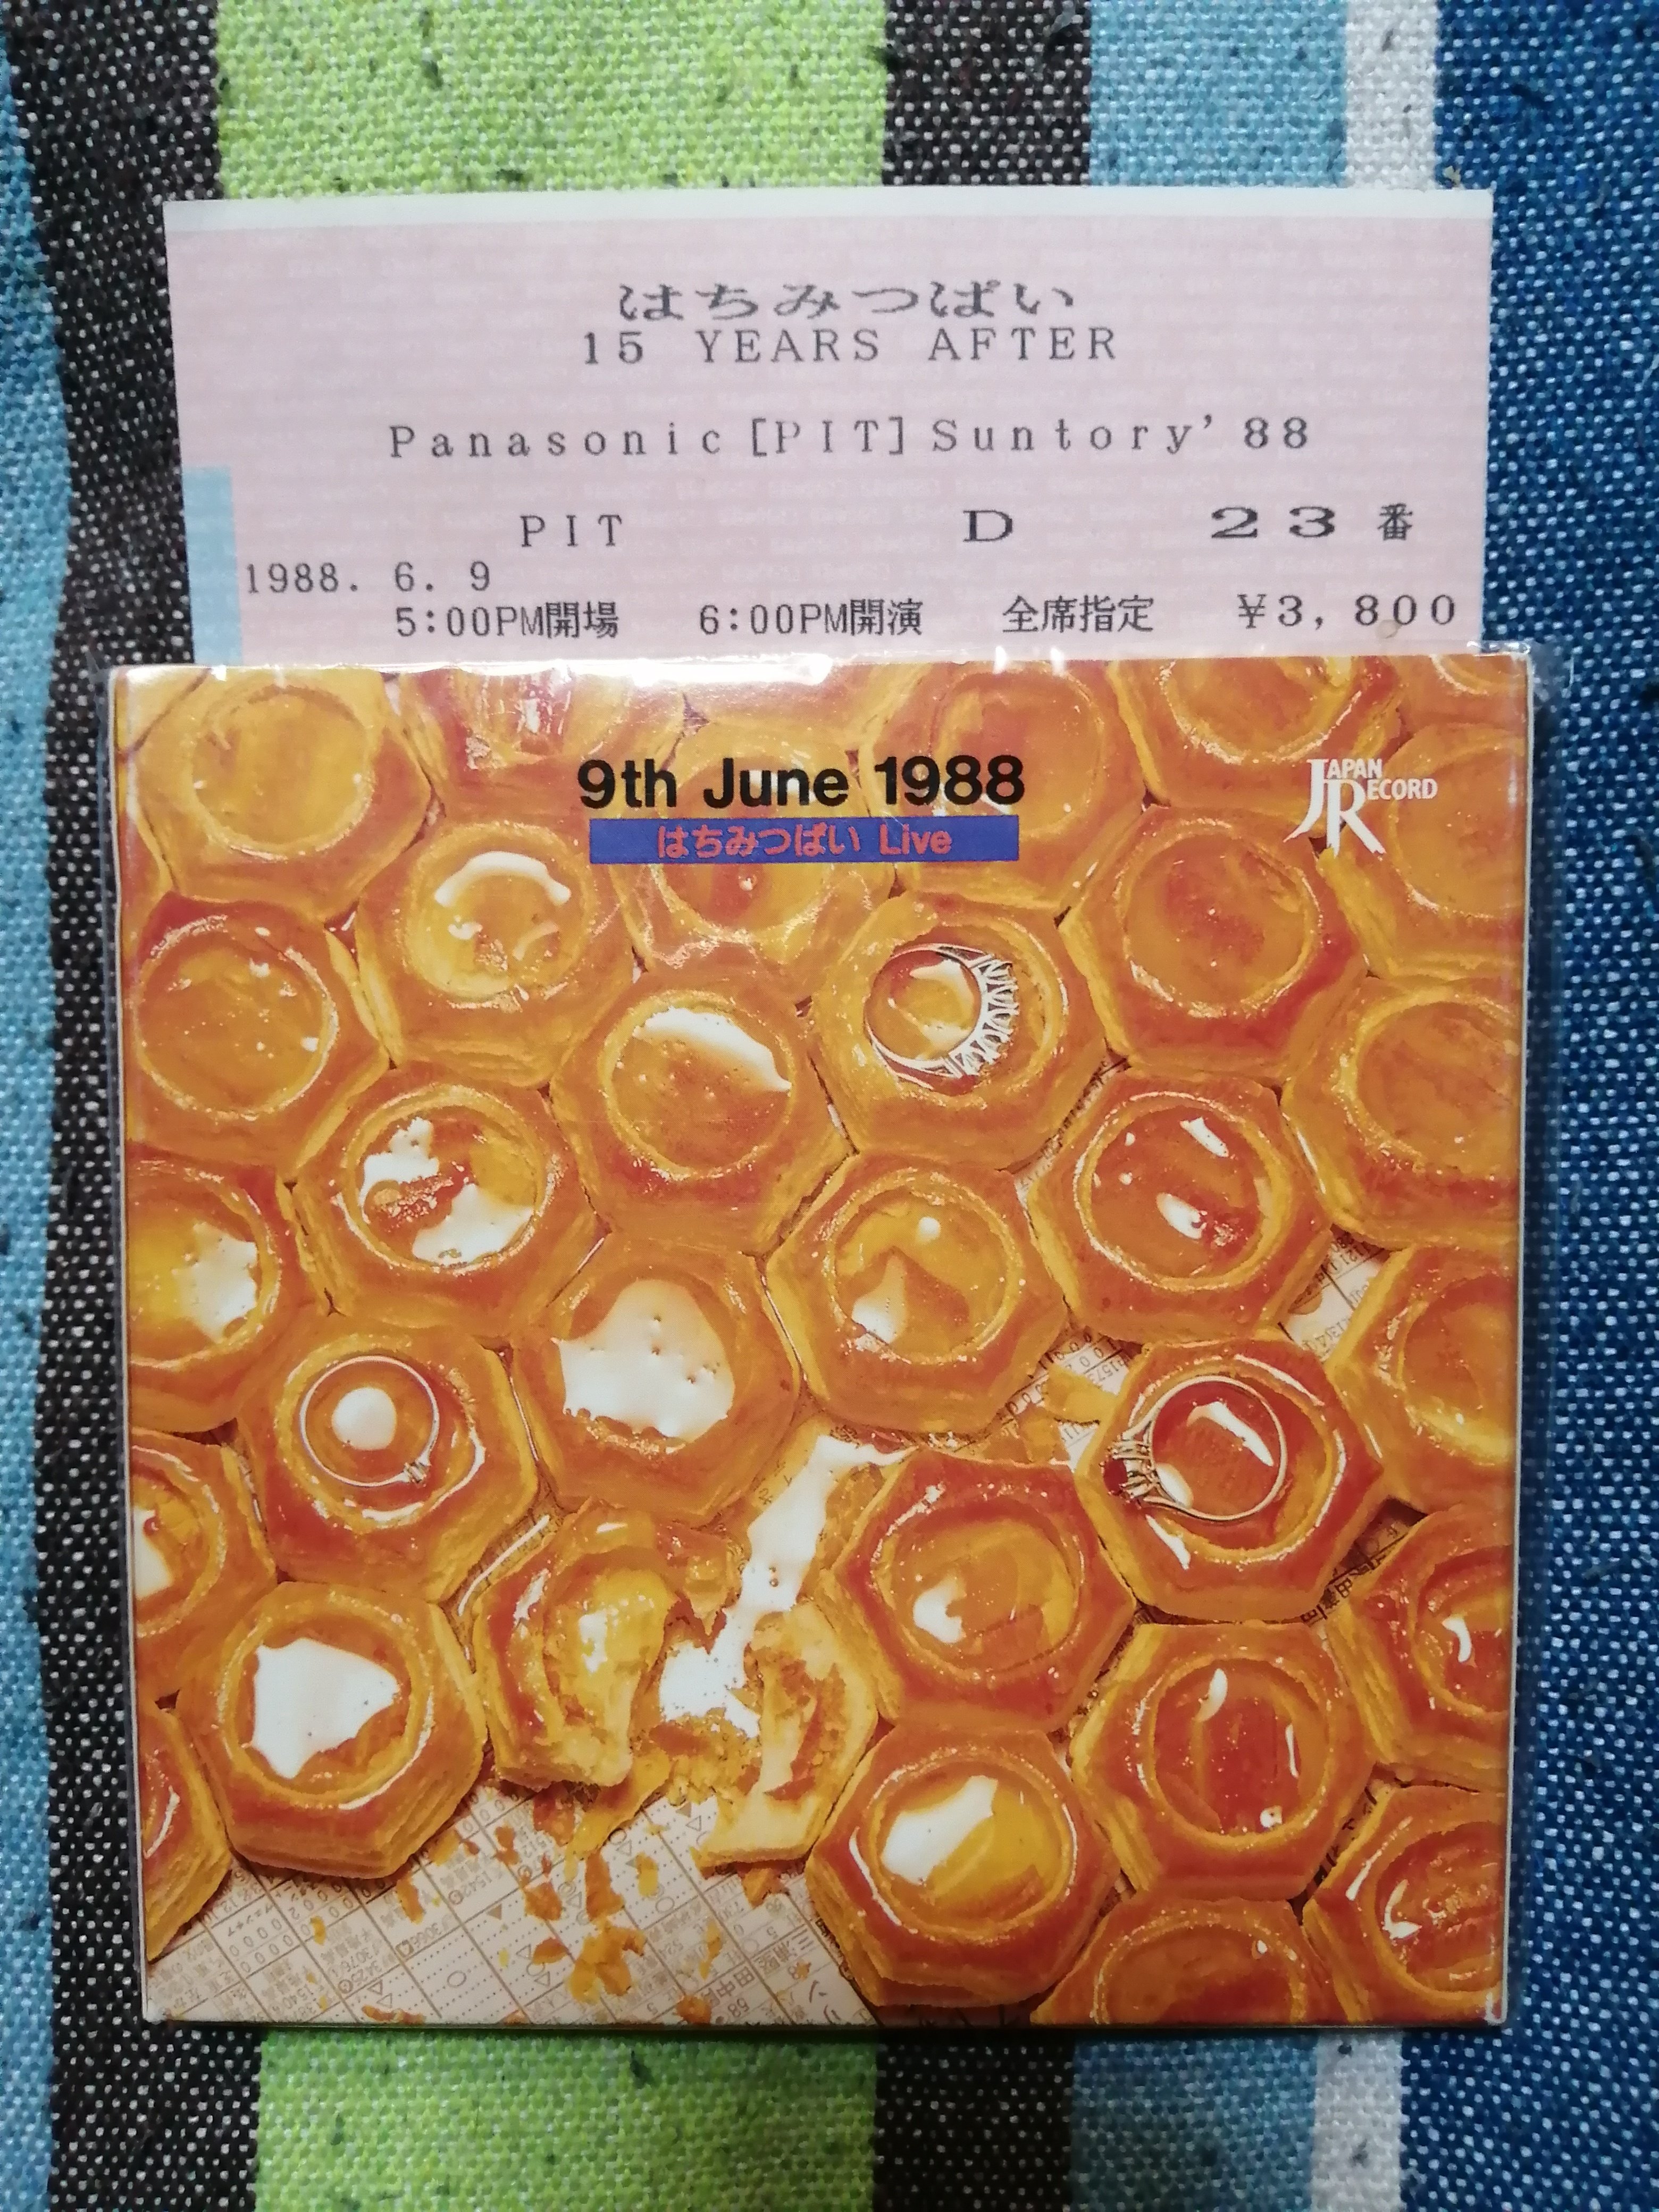 はちみつぱい
15 YEARS AFTER
Panasonic[PIT]Suntory'88
PIT D 23番
1988. 6. 9
5:00PM開場 6:00PM開演 全席指定 ¥3,800
9th June 1988
はちみつぱい Live
JAPAN
RECORD